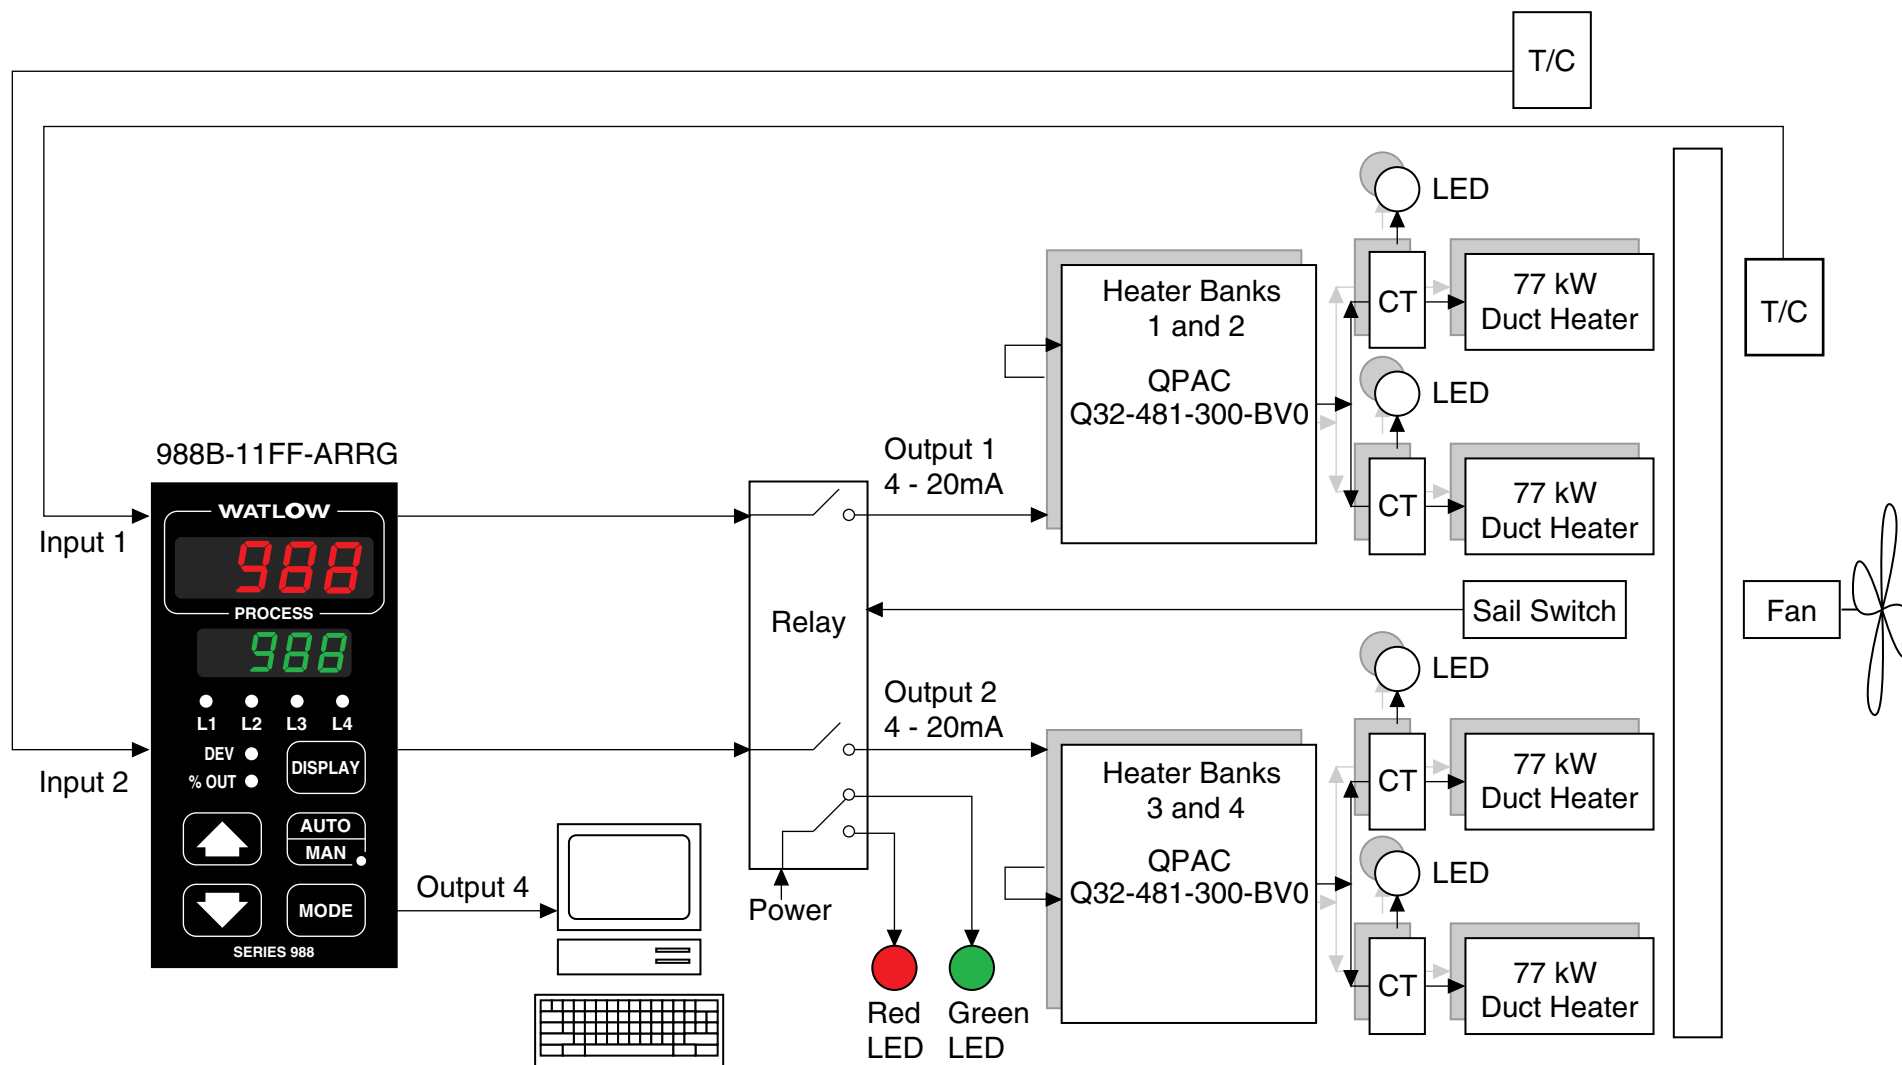 T/C
LED
Heater Banks
1 and 2
QPAC
Q32-481-300-BV0
CT
77 kW
Duct Heater
T/C
LED
988B-11FF-ARRG
Output 1
4 - 20mA
CT
77 kW
Duct Heater
Input 1
WATLOW
988
PROCESS
988
L1 L2 L3 L4
DEV
% OUT
DISPLAY
AUTO
MAN
MODE
SERIES 988
Input 2
Relay
Sail Switch
Fan
Output 2
4 - 20mA
LED
Heater Banks
3 and 4
QPAC
Q32-481-300-BV0
CT
77 kW
Duct Heater
LED
CT
77 kW
Duct Heater
Output 4
Power
Red
LED
Green
LED